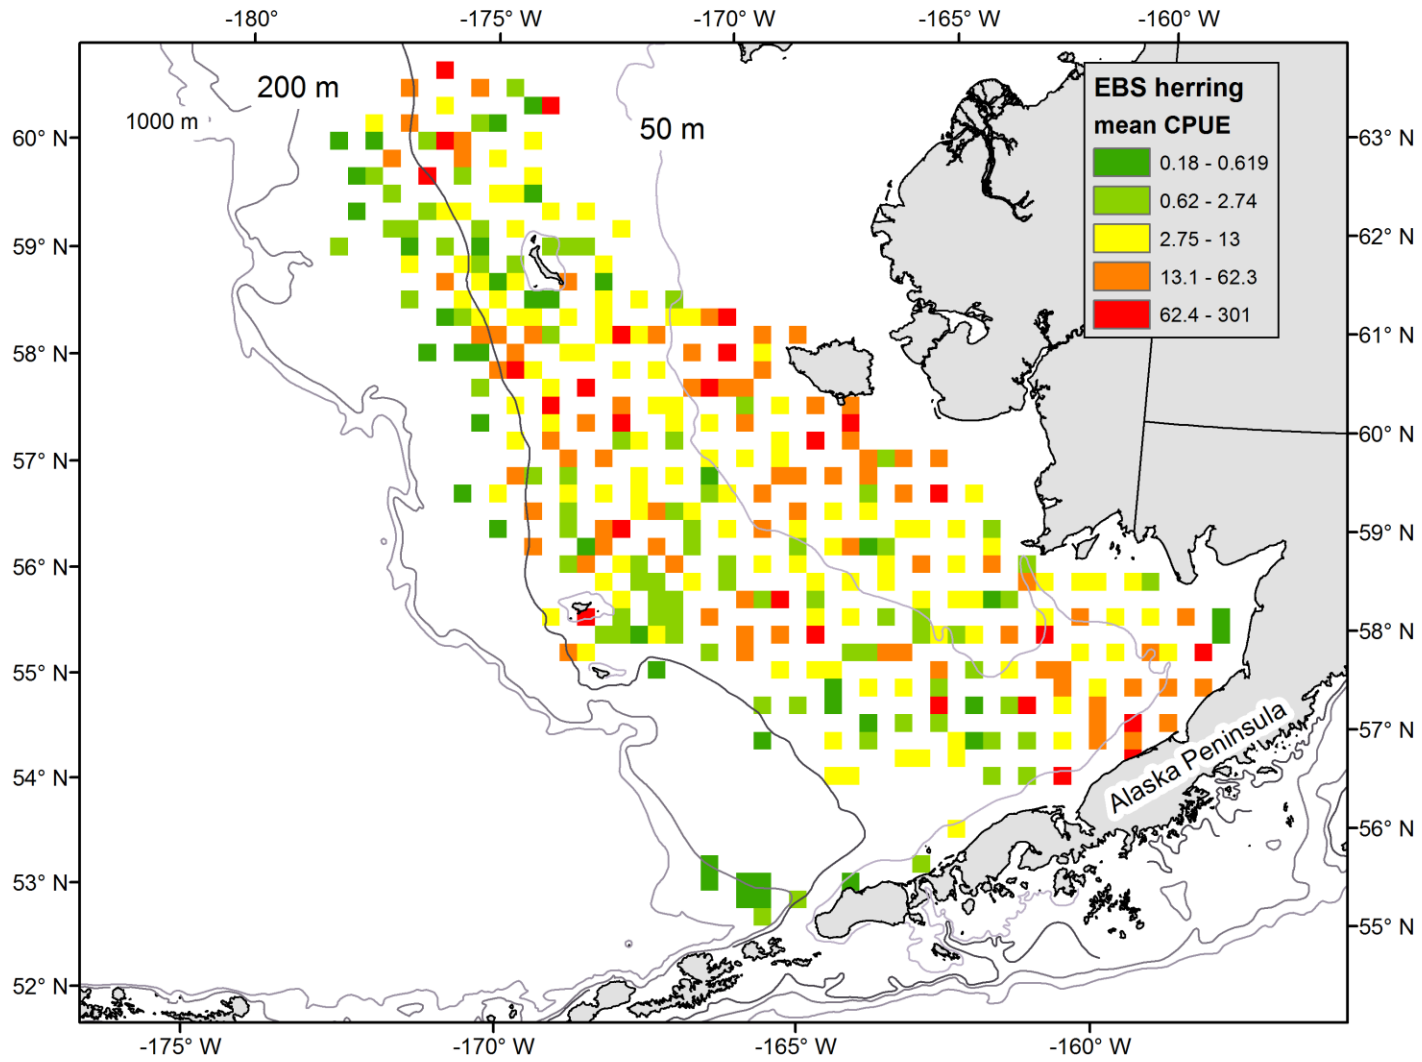 -180°
-175° W
-170° W
-165° W
-160° W
200 m
1000 m
50 m
EBS herring
mean CPUE
0.18 - 0.619
0.62 - 2.74
2.75 - 13
13.1 - 62.3
62.4 - 301
60° N
59° N
58° N
57° N
56° N
55° N
54° N
53° N
52° N
63° N
62° N
61° N
60° N
59° N
58° N
57° N
56° N
55° N
Alaska Peninsula
-175° W
-170° W
-165° W
-160° W